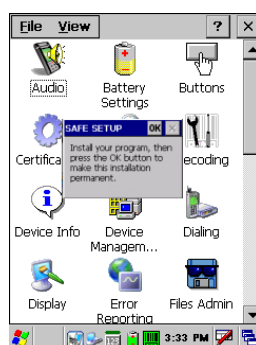 File View ? ×
Audio
Battery
Settings
Buttons
SAFE SETUP OK ×
Install your program, then
press the OK button to
make this installation
permanent.
Certifica
ecoding
Device Info
Device
Managem...
Dialing
Display
Error
Reporting
Files Admin
3:33 PM